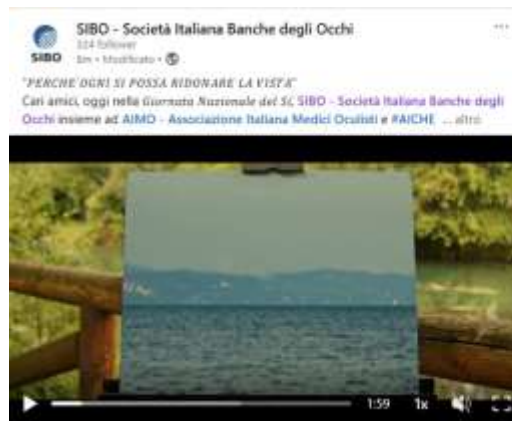 SIBO - Società Italiana Banche degli Occhi
324 follower
6m • Modificato •
SIBO
"PERCHE' OGNI SI POSSA RIDONARE LA VISTA"
Cari amici, oggi nella Giornata Nazionale del Sì, SIBO - Società Italiana Banche degli
Occhi insieme ad AIMO - Associazione Italiana Medici Oculisti e #AICHE ... altro
1:59 1x